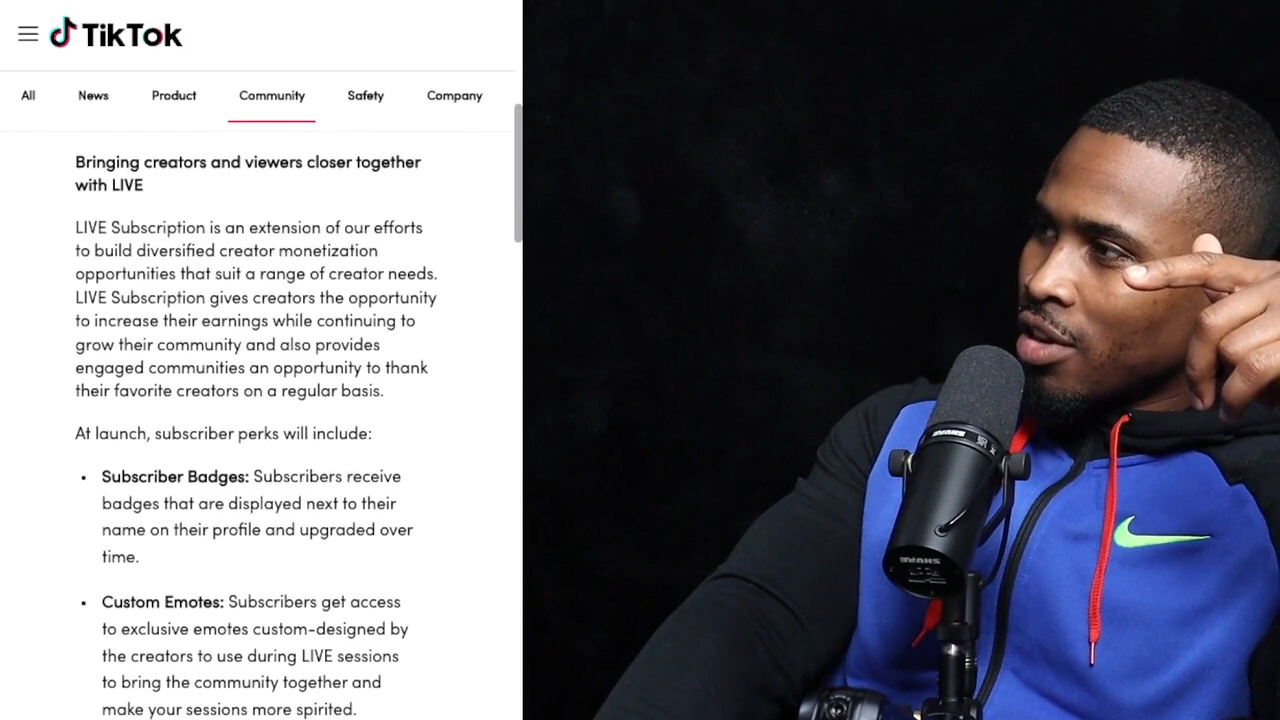 TikTok
All News Product Community Safety Company
Bringing creators and viewers closer together
with LIVE
LIVE Subscription is an extension of our efforts
to build diversified creator monetization
opportunities that suit a range of creator needs.
LIVE Subscription gives creators the opportunity
to increase their earnings while continuing to
grow their community and also provides
engaged communities an opportunity to thank
their favorite creators on a regular basis.
At launch, subscriber perks will include:
• Subscriber Badges: Subscribers receive
badges that are displayed next to their
name on their profile and upgraded over
time.
• Custom Emotes: Subscribers get access
to exclusive emotes custom-designed by
the creators to use during LIVE sessions
to bring the community together and
make your sessions more spirited.
SHURE
SHURE